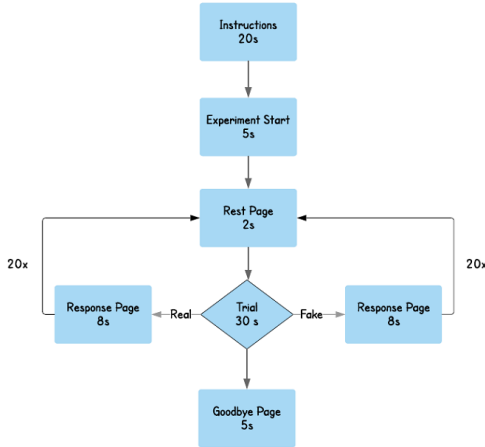 Instructions
20s
Experiment Start
5s
Rest Page
2s
20x
20x
Response Page
8s
Real
Trial
30 s
Fake
Response Page
8s
Goodbye Page
5s